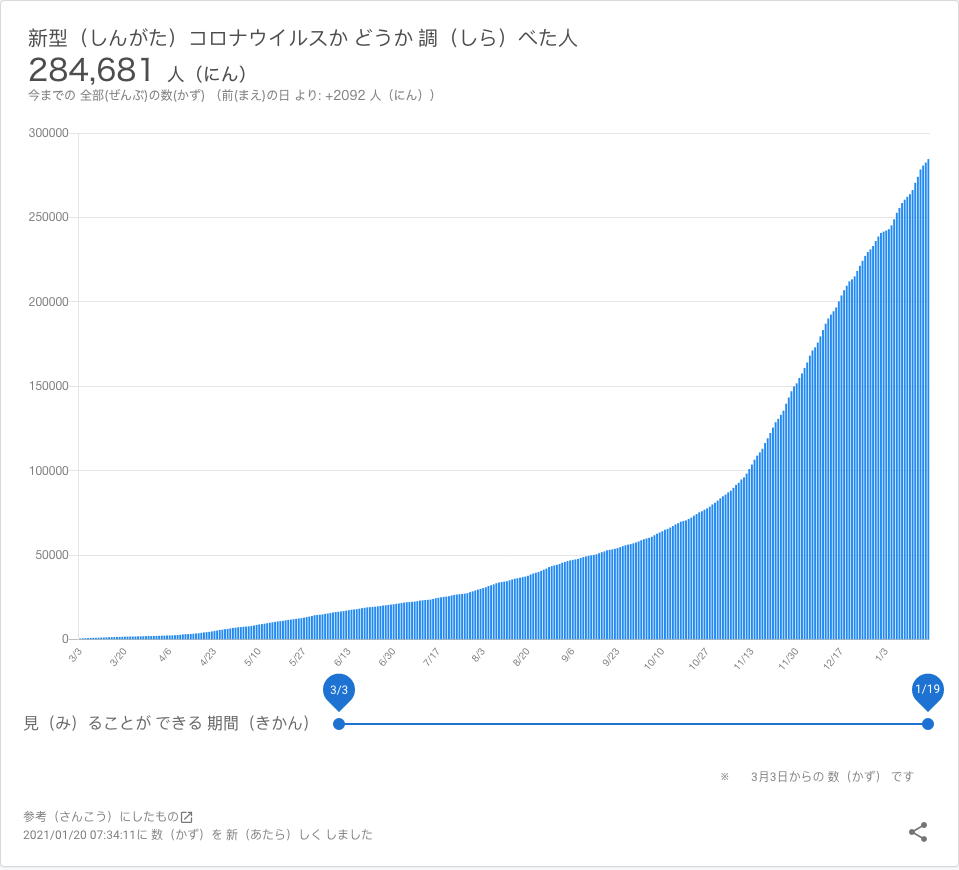 新型（しんがた）コロナウイルスか どうか 調（しら）べた人
284,681 人（にん）
今までの 全部(ぜんぶ)の数(かず) （前(まえ)の日 より: +2092 人（にん））
300000
250000
200000
150000
100000
50000
0
3/3 3/20 4/6 4/23 5/10 5/27 6/13 6/30 7/17 8/3 8/20 9/6 9/23 10/10 10/27 11/13 11/30 12/17 1/3
3/3 1/19
見（み）ることが できる 期間（きかん）
※ 3月3日からの 数（かず） です
参考（さんこう）にしたもの
2021/01/20 07:34:11に 数（かず）を 新（あたら）しく しました